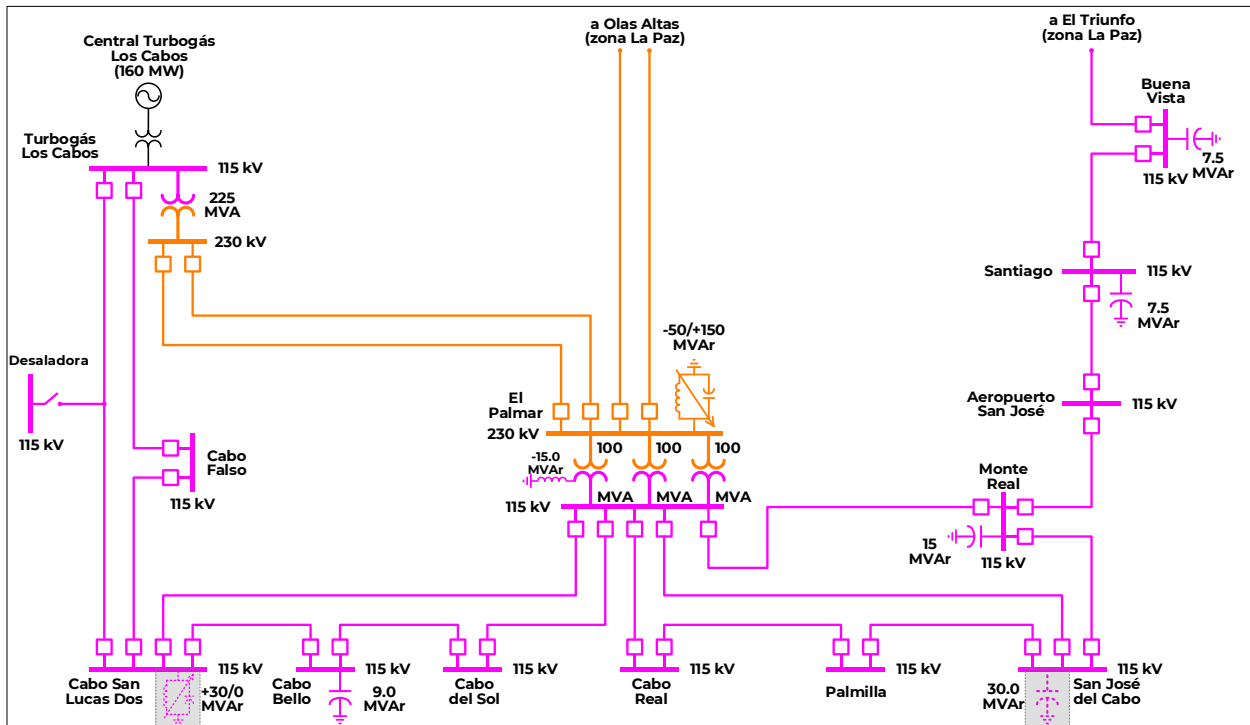 Central Turbogás
Los Cabos
(160 MW)
a Olas Altas
(zona La Paz)
a El Triunfo
(zona La Paz)
Buena
Vista
7.5
MVAr
115 kV
Turbogás
Los Cabos
115 kV
225
MVA
230 kV
Santiago
115 kV
7.5
MVAr
-50/+150
MVAr
Desaladora
115 kV
El
Palmar
230 kV
Aeropuerto
San José
115 kV
Cabo
Falso
115 kV
100
100
100
-15.0
MVAr
MVA
MVA
MVA
115 kV
Monte
Real
15
MVAr
115 kV
115 kV
Cabo San
Lucas Dos
+30/0
MVAr
115 kV
Cabo
Bello
9.0
MVAr
115 kV
Cabo
del Sol
115 kV
Cabo
Real
115 kV
Palmilla
115 kV
San José
del Cabo
30.0
MVAr